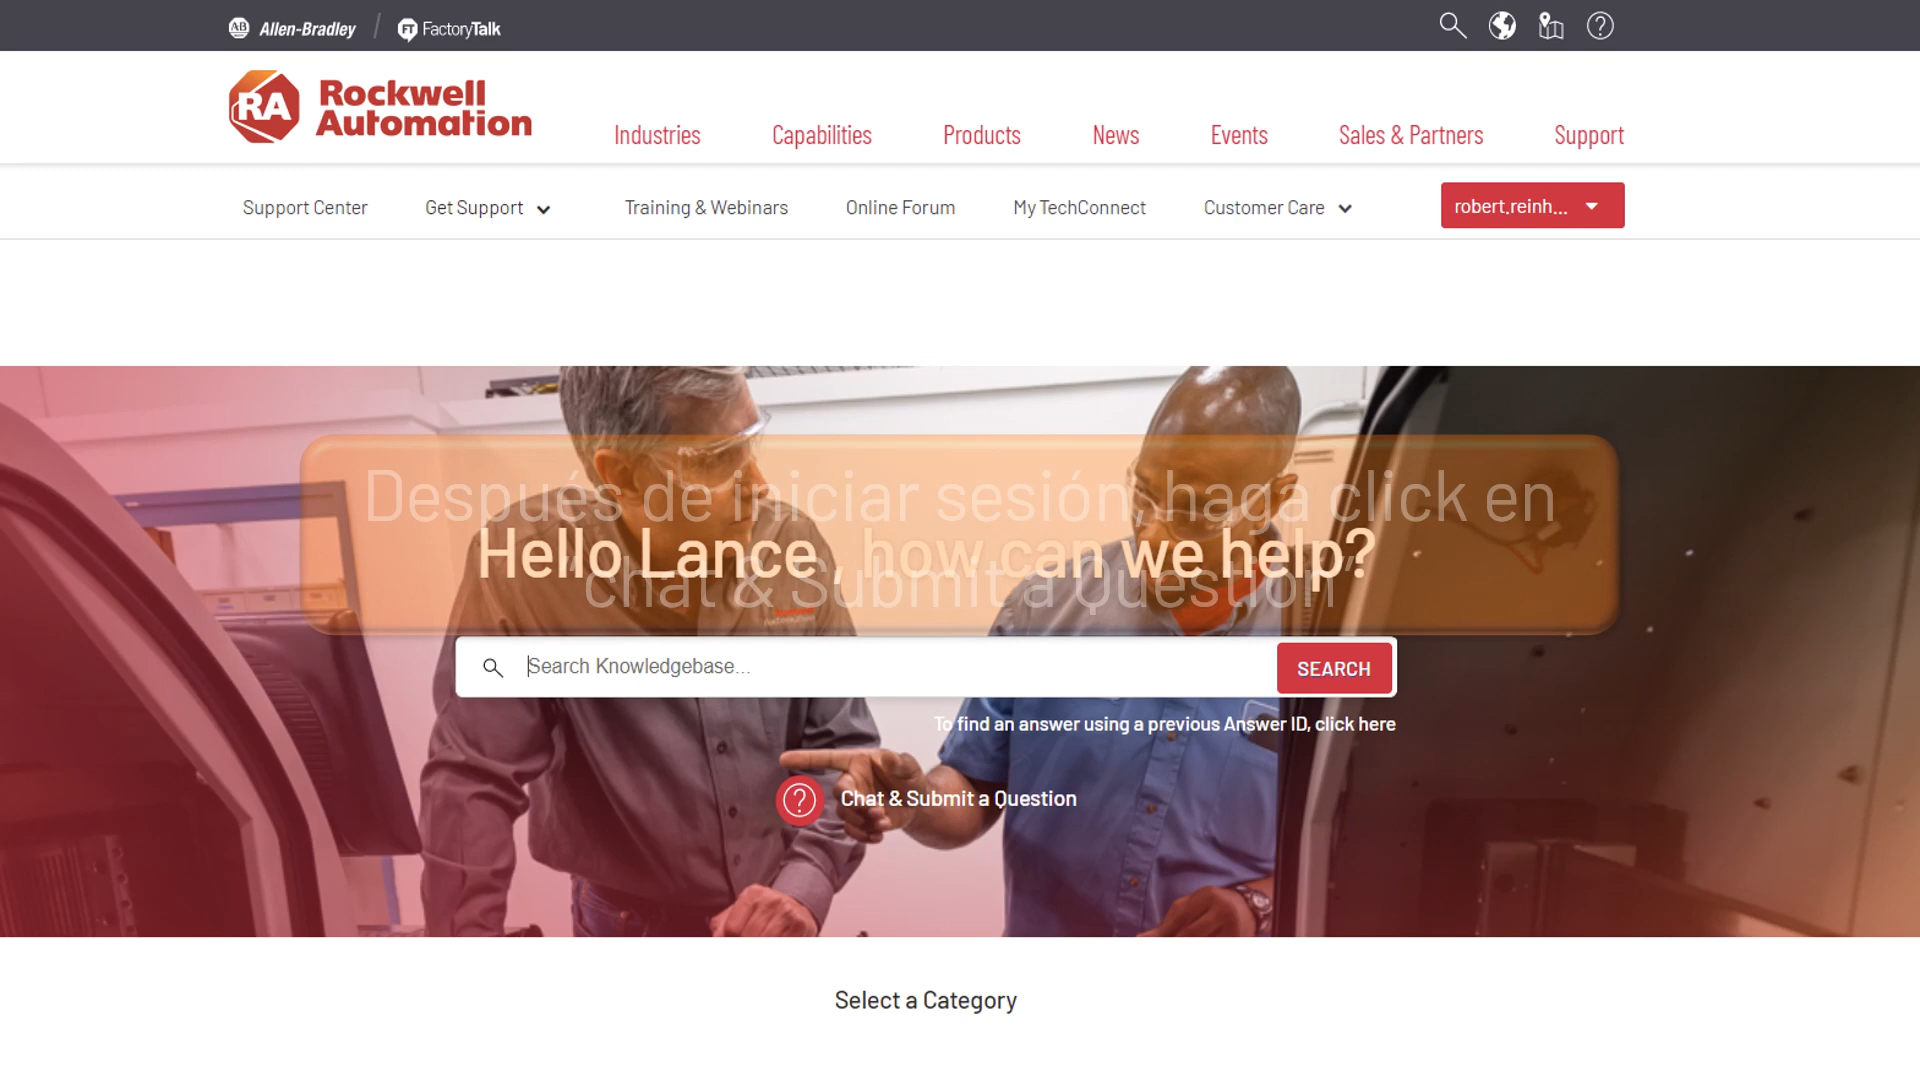 AB Allen-Bradley / FT FactoryTalk
RA Rockwell Automation
Industries Capabilities Products News Events Sales & Partners Support
Support Center Get Support Training & Webinars Online Forum My TechConnect Customer Care robert.reinh...
Después de iniciar sesión, haga click en
Hello Lance, how can we help?
"chat & Submit a Question"
Search Knowledgebase... SEARCH
To find an answer using a previous Answer ID, click here
Chat & Submit a Question
Select a Category